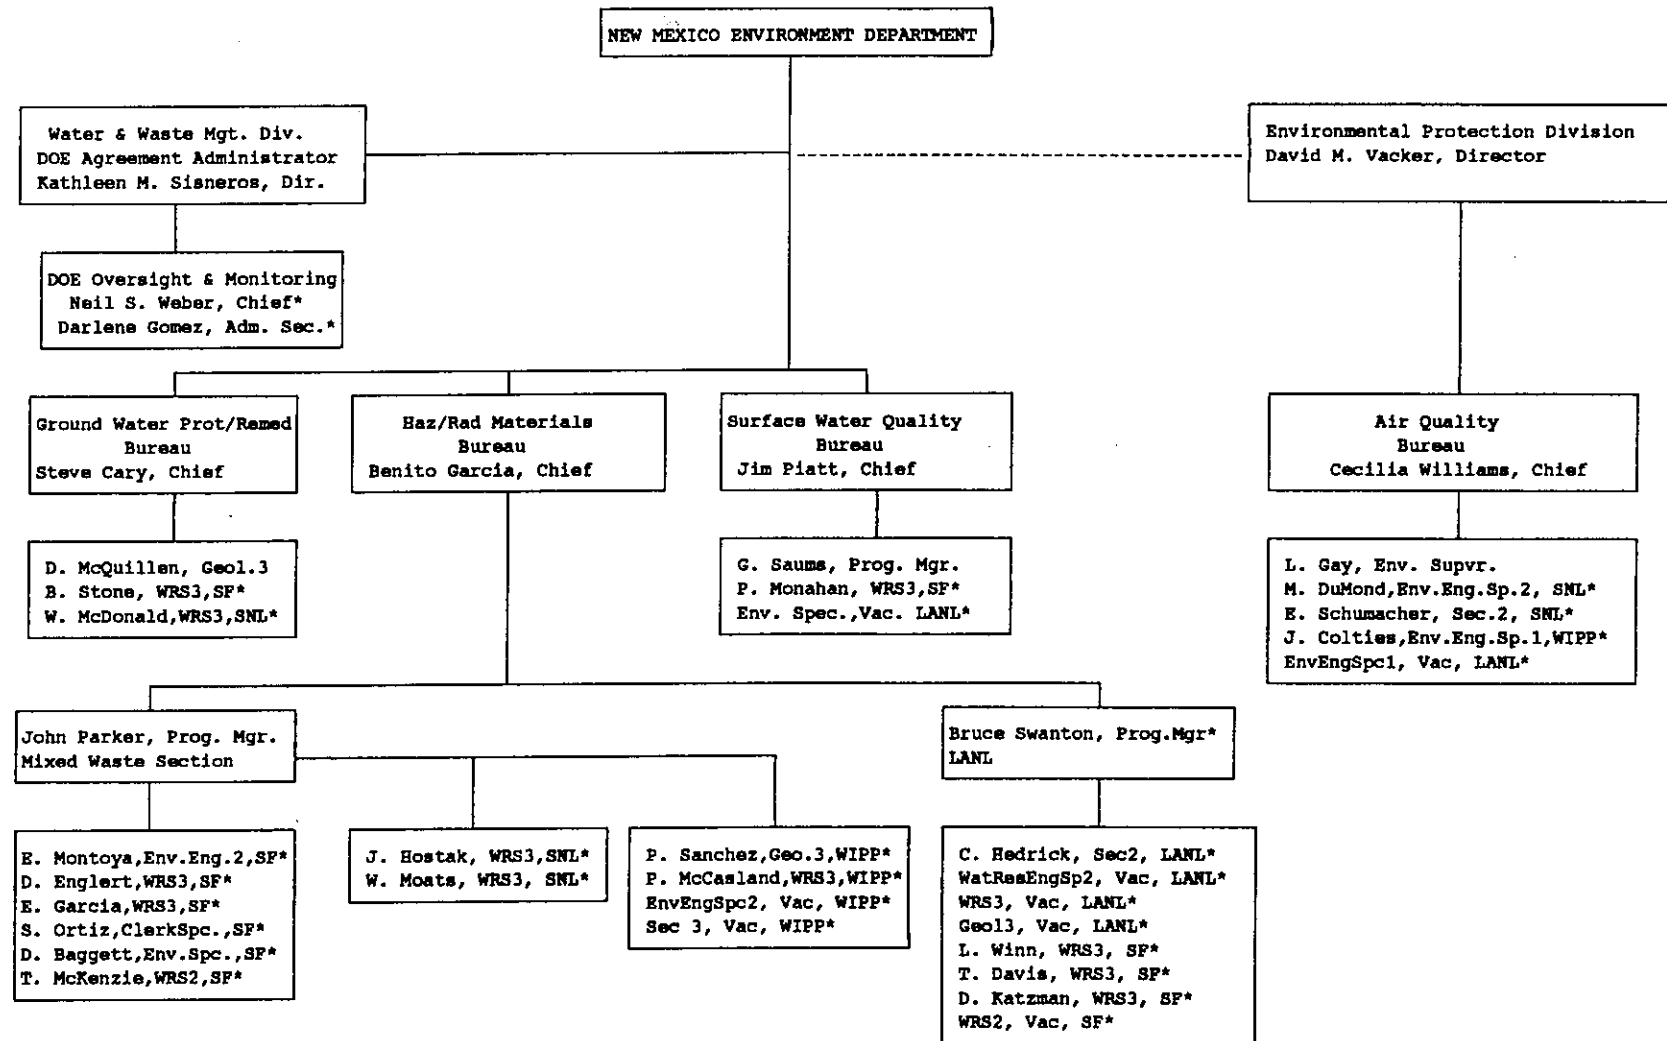 NEW MEXICO ENVIRONMENT DEPARTMENT
Water & Waste Mgt. Div.
DOE Agreement Administrator
Kathleen M. Sisneros, Dir.
Environmental Protection Division
David M. Vacker, Director
DOE Oversight & Monitoring
Neil S. Weber, Chief*
Darlene Gomez, Adm. Sec.*
Ground Water Prot/Remed
Bureau
Steve Cary, Chief
Haz/Rad Materials
Bureau
Benito Garcia, Chief
Surface Water Quality
Bureau
Jim Piatt, Chief
Air Quality
Bureau
Cecilia Williams, Chief
D. McQuillen, Geol.3
B. Stone, WRS3,SF*
W. McDonald,WRS3,SNL*
G. Saums, Prog. Mgr.
P. Monahan, WRS3,SF*
Env. Spec.,Vac. LANL*
L. Gay, Env. Supvr.
M. DuMond,Env.Eng.Sp.2, SNL*
E. Schumacher, Sec.2, SNL*
J. Colties,Env.Eng.Sp.1,WIPP*
EnvEngSpc1, Vac, LANL*
John Parker, Prog. Mgr.
Mixed Waste Section
Bruce Swanton, Prog.Mgr*
LANL
E. Montoya,Env.Eng.2,SF*
D. Englert,WRS3,SF*
E. Garcia,WRS3,SF*
S. Ortiz,ClerkSpc.,SF*
D. Baggett,Env.Spc.,SF*
T. McKenzie,WRS2,SF*
J. Hostak, WRS3,SNL*
W. Moats, WRS3, SNL*
P. Sanchez,Geo.3,WIPP*
P. McCasland,WRS3,WIPP*
EnvEngSpc2, Vac, WIPP*
Sec 3, Vac, WIPP*
C. Hedrick, Sec2, LANL*
WatResEngSp2, Vac, LANL*
WRS3, Vac, LANL*
Geol3, Vac, LANL*
L. Winn, WRS3, SF*
T. Davis, WRS3, SF*
D. Katzman, WRS3, SF*
WRS2, Vac, SF*